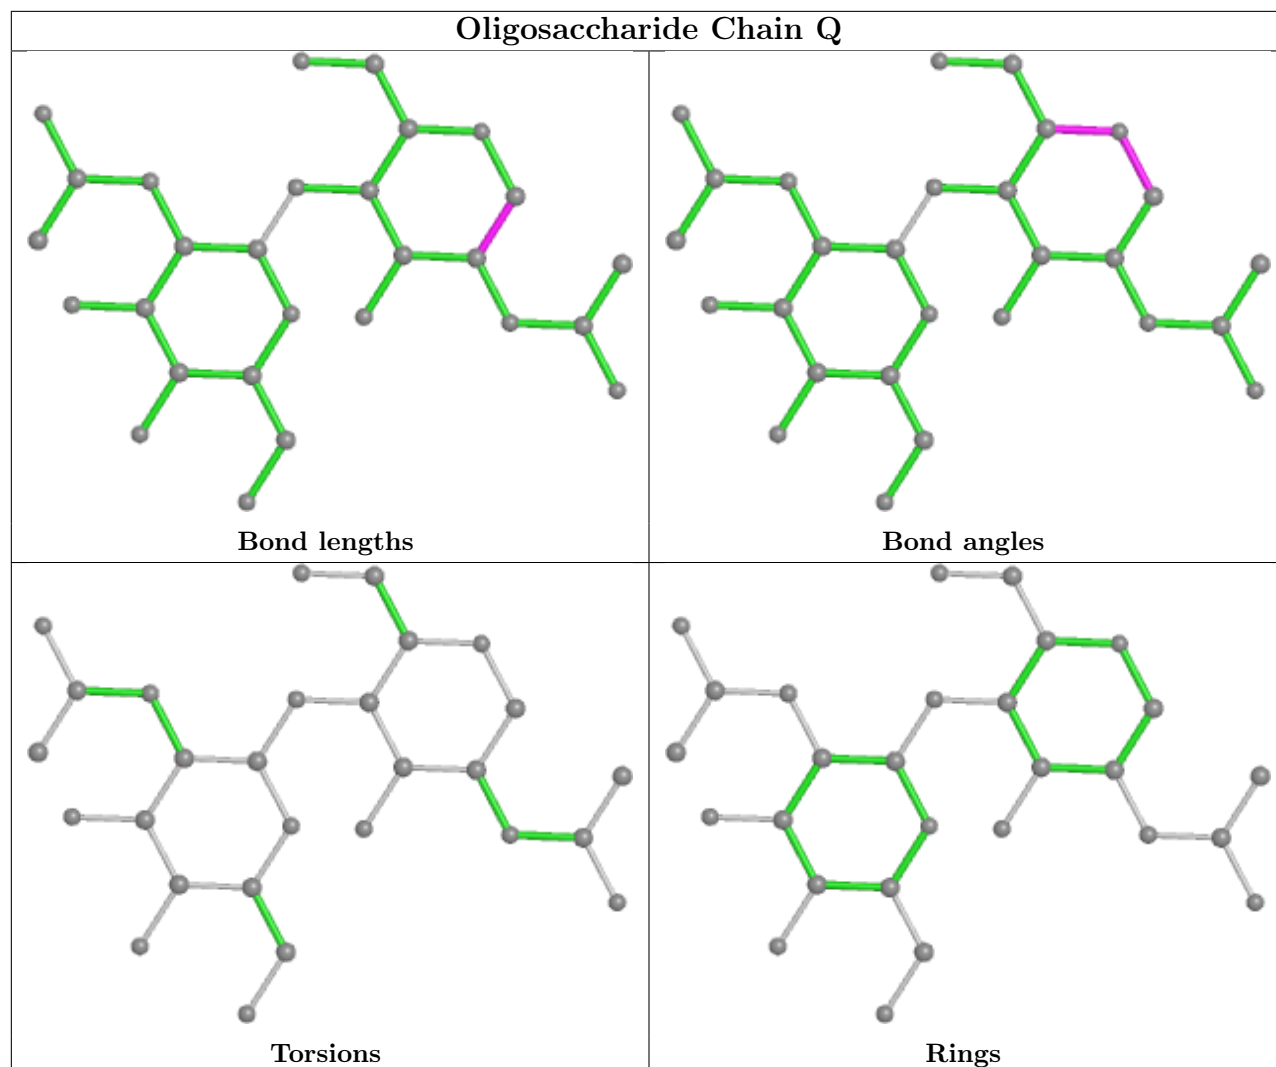 Oligosaccharide Chain Q
Bond lengths
Bond angles
Torsions
Rings